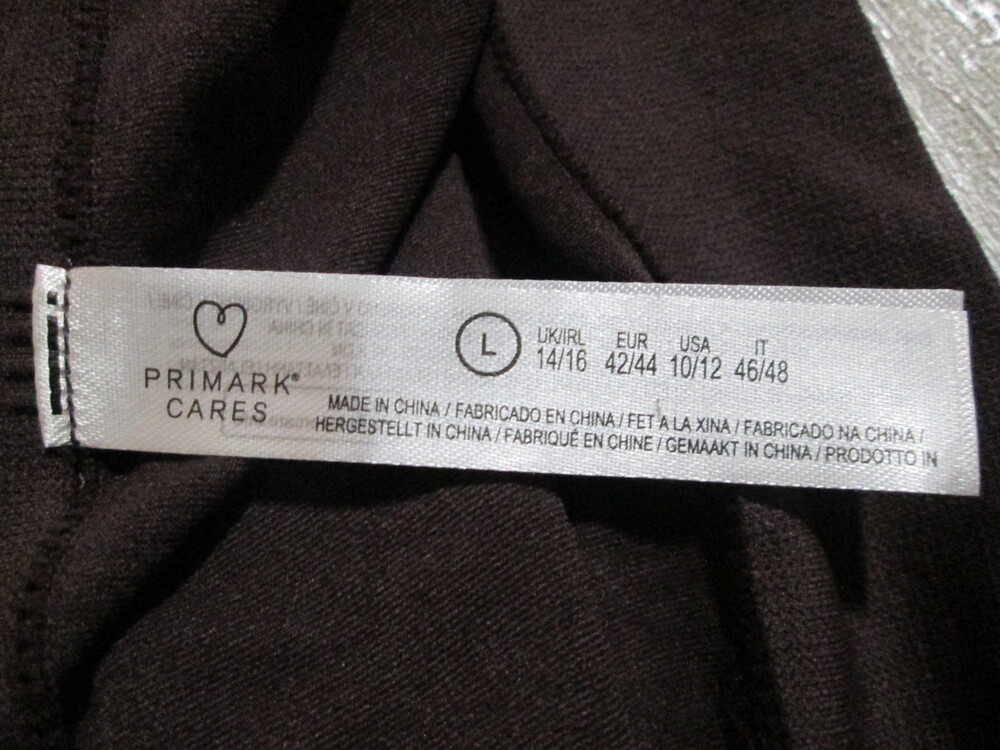 PRIMARK®
CARES
L
UK/IRL EUR USA IT
14/16 42/44 10/12 46/48
MADE IN CHINA / FABRICADO EN CHINA / FET A LA XINA / FABRICADO NA CHINA /
HERGESTELLT IN CHINA / FABRIQUÉ EN CHINE / GEMAAKT IN CHINA / PRODOTTO IN